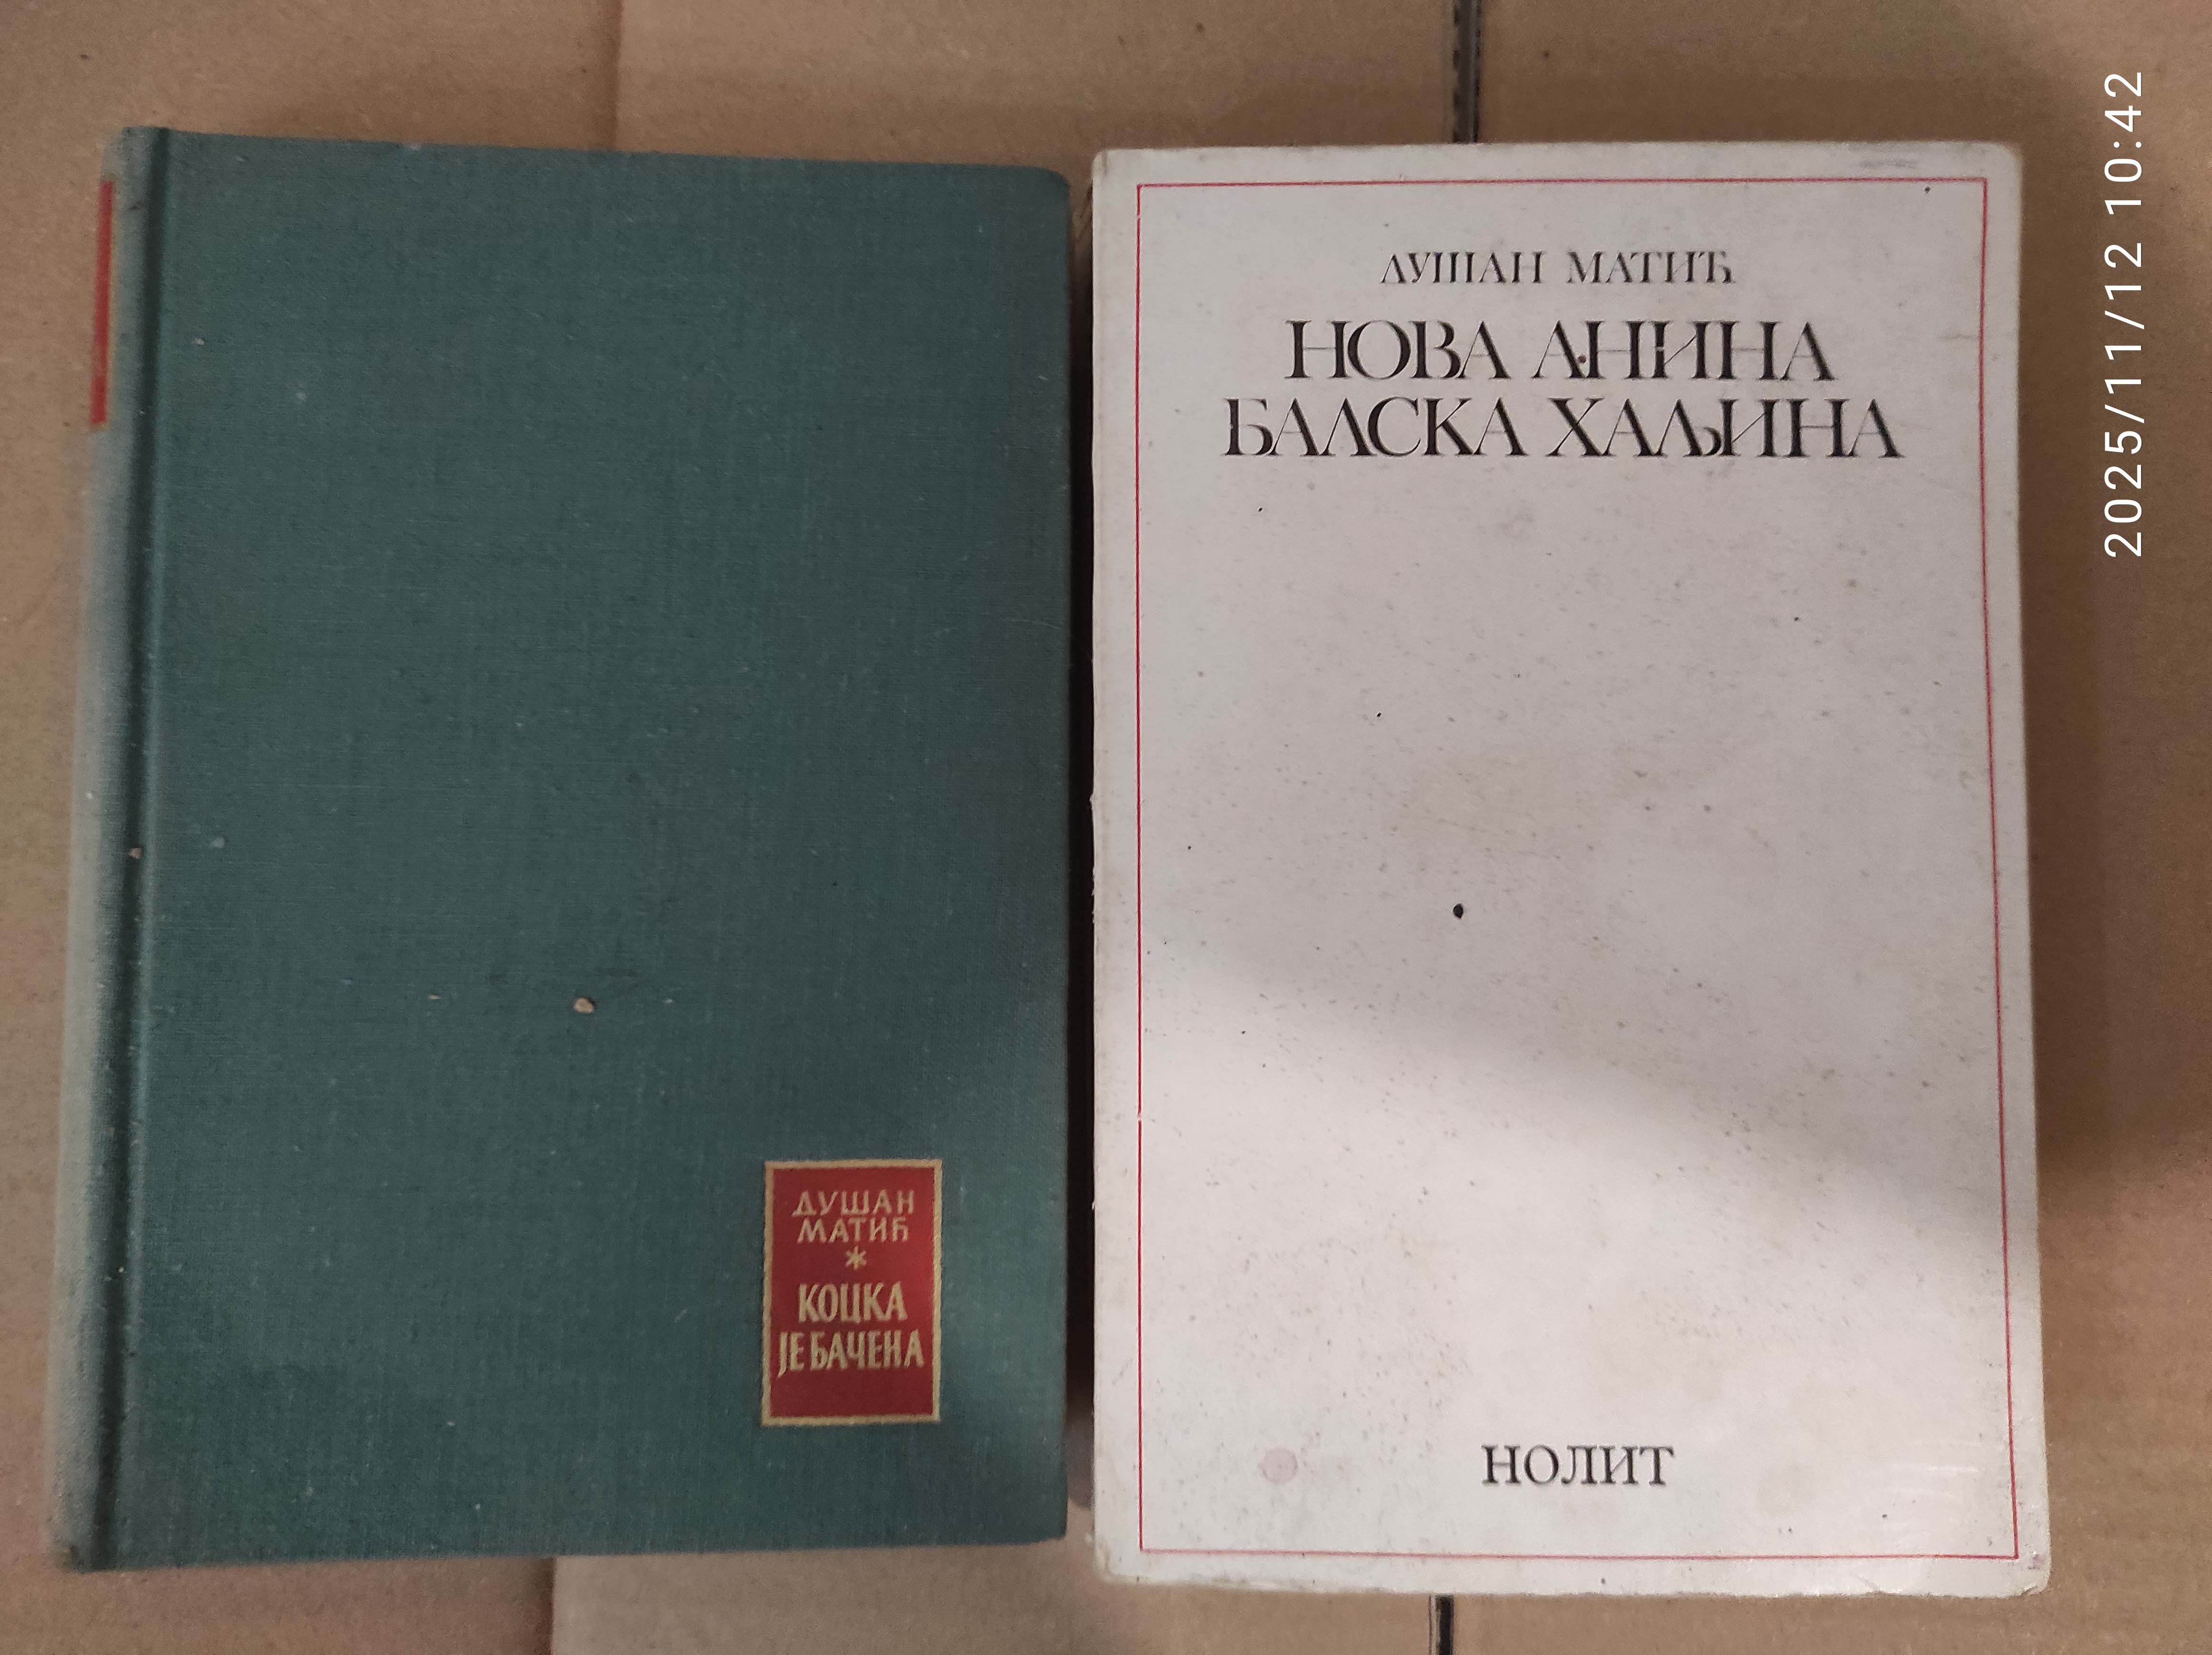 ДУШАН
МАТИЋ
*
КОЦКА
ЈЕ БАЧЕНА
ДУШАН МАТИЋ
НОВА АНИНА
БАЛСКА ХАЉИНА
НОЛИТ
2025/11/12 10:42